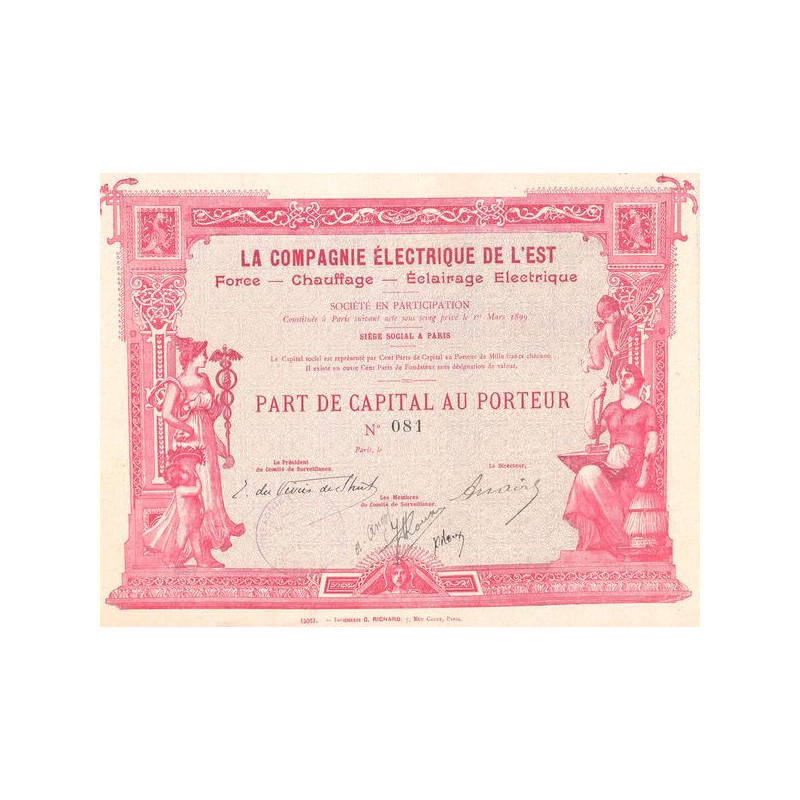 LA COMPAGNIE ÉLECTRIQUE DE L'EST
Force — Chauffage — Éclairage Electrique
SOCIÉTÉ EN PARTICIPATION
Constituée à Paris suivant acte sous seing privé le 1er Mars 1899
SIÈGE SOCIAL A PARIS
Le Capital social est représenté par Cent Parts de Capital au Porteur de Mille francs chacune.
Il existe en outre Cent Parts de Fondateur sans désignation de valeur.
PART DE CAPITAL AU PORTEUR
No 081
Paris, le
Le Président
du Comité de Surveillance,
Le Directeur,
Les Membres
du Comité de Surveillance,
— Imprimerie G. RICHARD, 7, Rue Cadet, Paris.